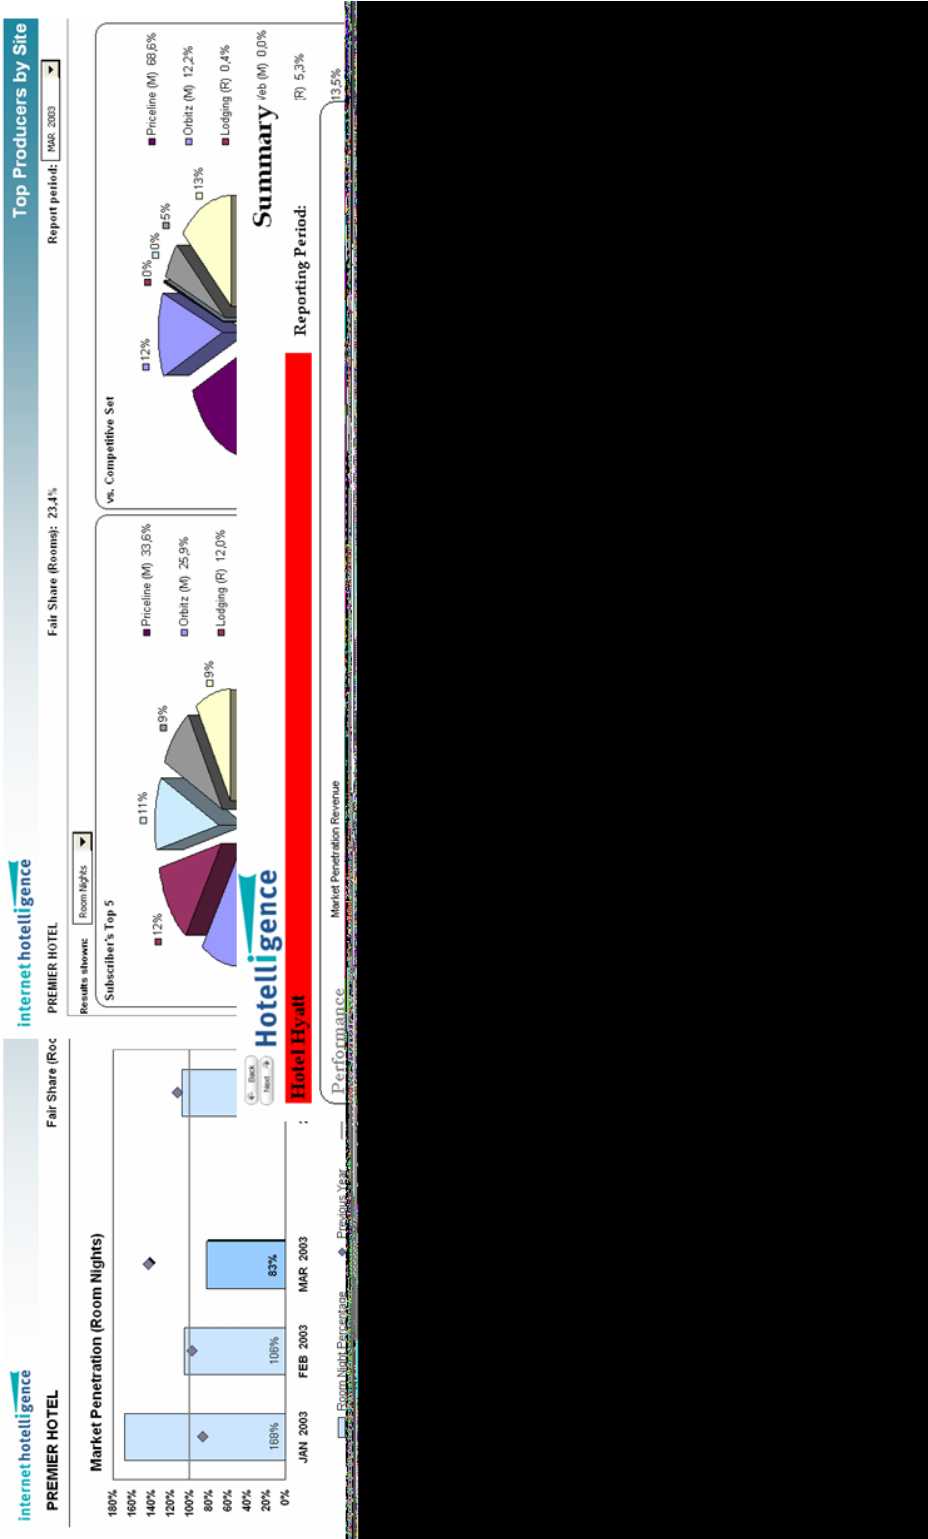 internet hotelligence
PREMIER HOTEL
Fair Share (Roc
Market Penetration (Room Nights)
180%
160%
140%
120%
100%
80%
60%
40%
20%
0%
168%
106%
83%
JAN 2003
FEB 2003
MAR 2003
Room Night Percentage
Previous Year
internet hotelligence
Top Producers by Site
PREMIER HOTEL
Fair Share (Rooms): 23,4%
Report period: MAR 2003
Results shown: Room Nights
Subscriber's Top 5
12%
11%
9%
9%
Priceline (M) 33,6%
Orbitz (M) 25,9%
Lodging (R) 12,0%
vs. Competitive Set
12%
0%
0%
5%
13%
Priceline (M) 68,6%
Orbitz (M) 12,2%
Lodging (R) 0,4%
(M) 0,0%
(R) 5,3%
13,5%
Back
Next
Hotelligence
Summary
Hotel Hyatt
Reporting Period:
Performance
Market Penetration Revenue